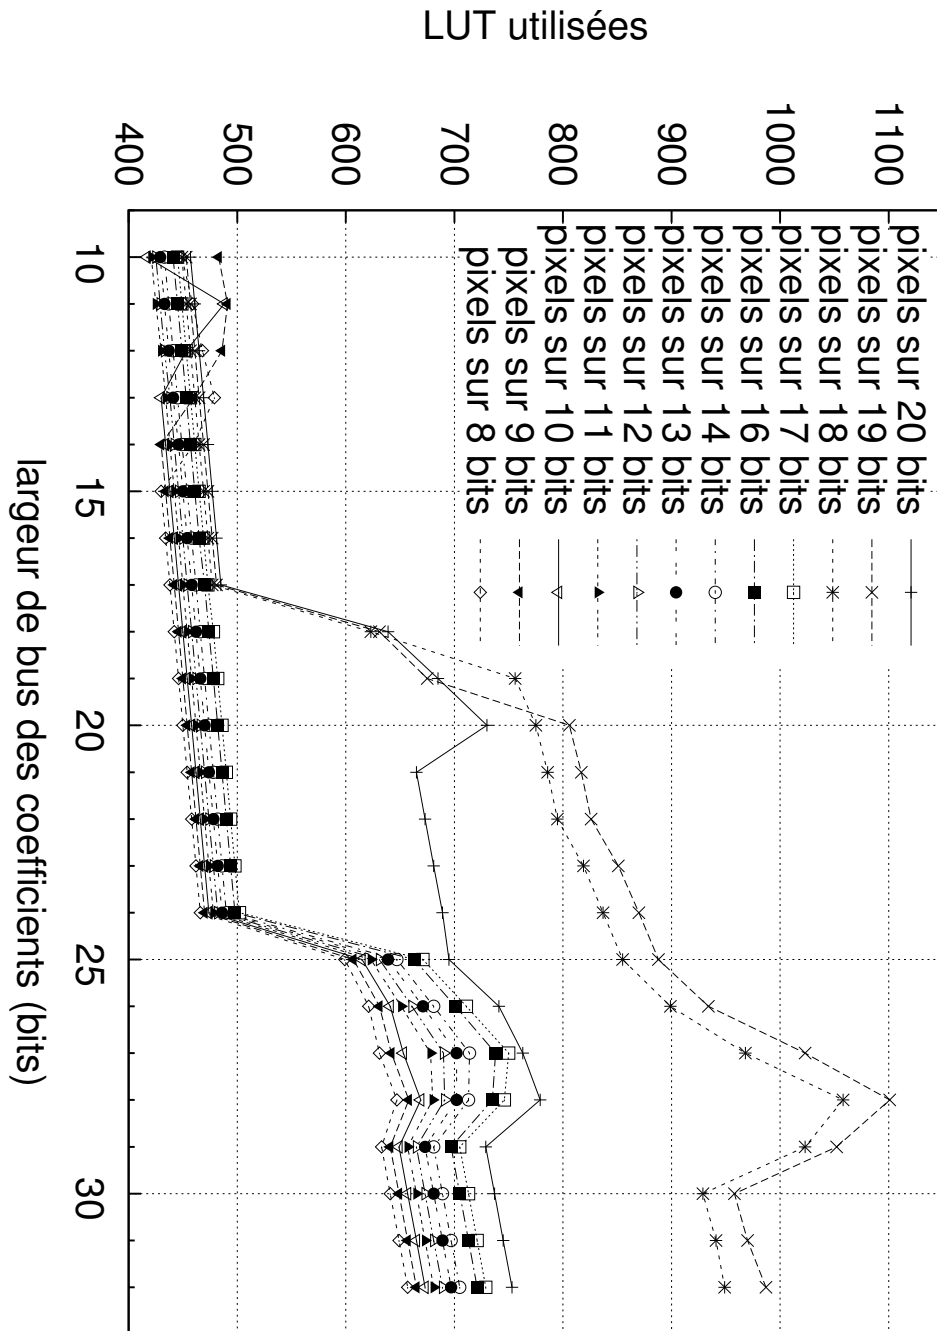 LUT utilisées
1100
1000
900
800
700
600
500
400
pixels sur 20 bits
pixels sur 19 bits
pixels sur 18 bits
pixels sur 17 bits
pixels sur 16 bits
pixels sur 14 bits
pixels sur 13 bits
pixels sur 12 bits
pixels sur 11 bits
pixels sur 10 bits
pixels sur 9 bits
pixels sur 8 bits
10
15
20
25
30
largeur de bus des coefficients (bits)